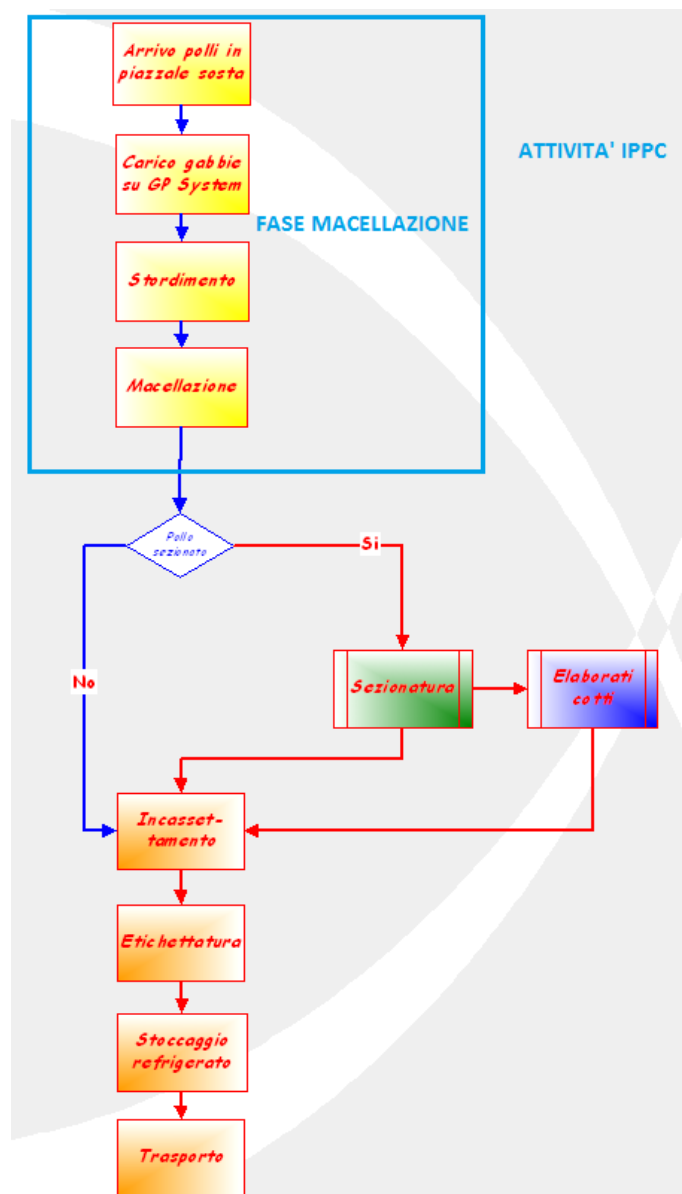 Arrivo polli in
piazzale sosta
ATTIVITA' IPPC
Carico gabbie
su GP System
FASE MACELLAZIONE
Stordimento
Macellazione
Pollo
sezionato
Si
No
Sezionatura
Elaborati
cotti
Incasset-
tamento
Etichettatura
Stoccaggio
refrigerato
Trasporto